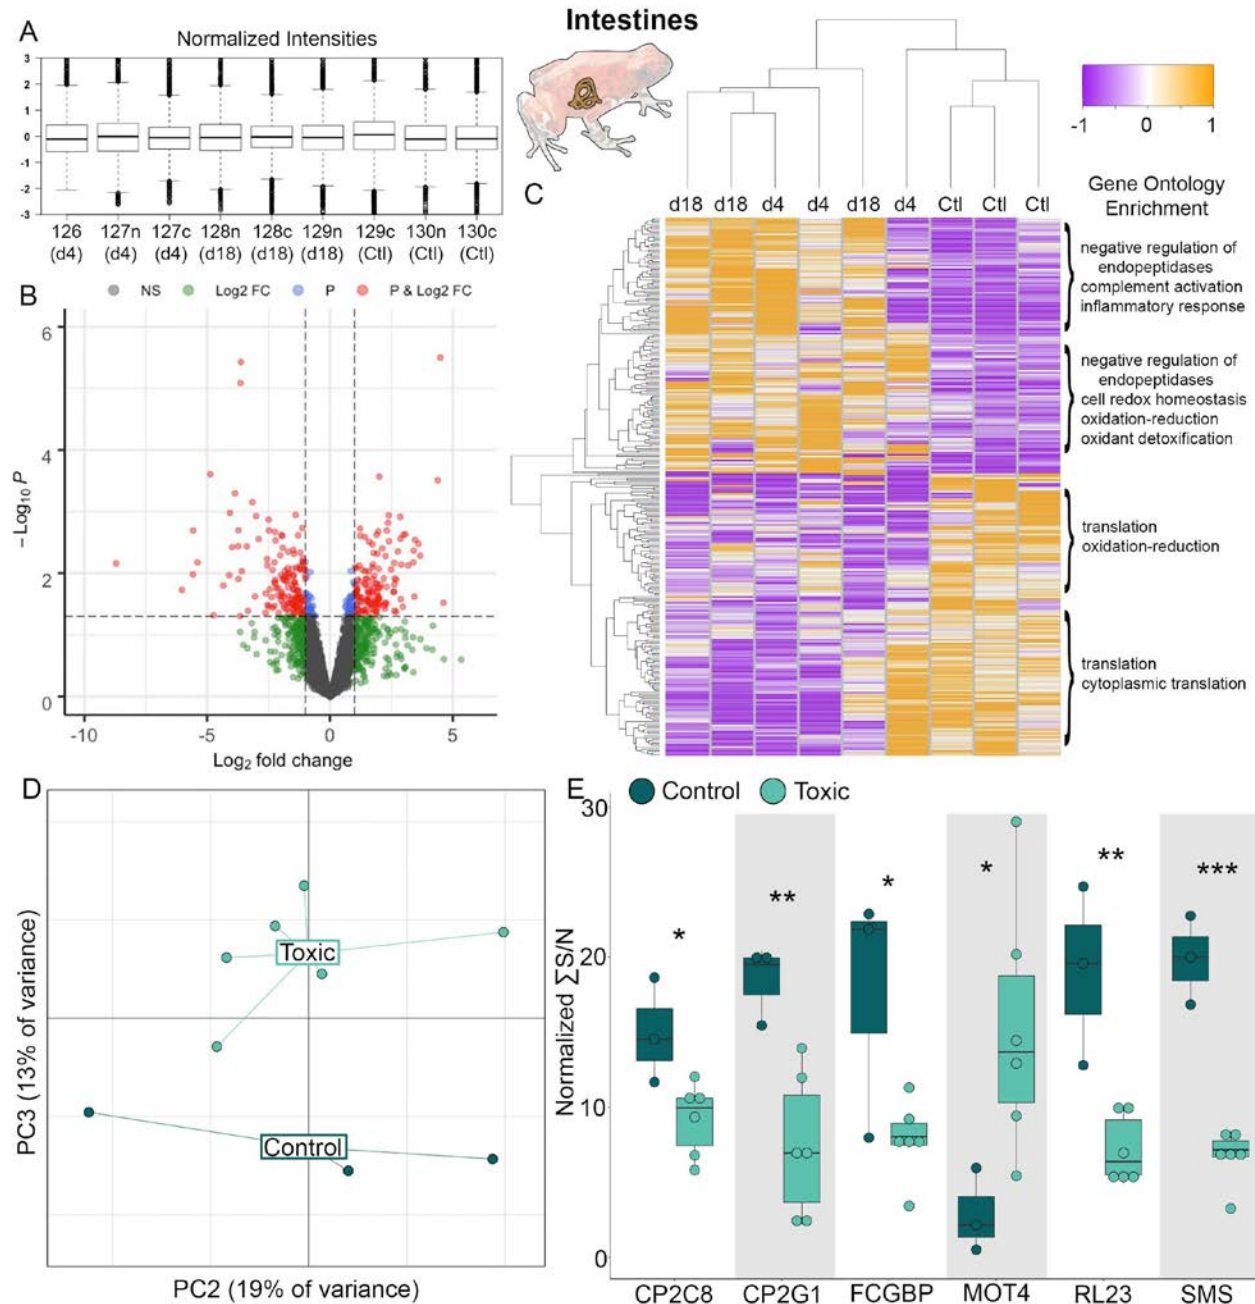 Intestines
A
Normalized Intensities
3
2
1
0
-1
-2
-3
126 127n 127c 128n 128c 129n 129c 130n 130c
(d4) (d4) (d4) (d18) (d18) (d18) (Ctl) (Ctl) (Ctl)
B
NS Log2 FC P P & Log2 FC
6
4
2
0
– Log10 P
-10 -5 0 5
Log2 fold change
-1 0 1
C
d18 d18 d4 d4 d18 d4 Ctl Ctl Ctl
Gene Ontology
Enrichment
negative regulation of
endopeptidases
complement activation
inflammatory response
negative regulation of
endopeptidases
cell redox homeostasis
oxidation-reduction
oxidant detoxification
translation
oxidation-reduction
translation
cytoplasmic translation
D
Toxic
Control
PC3 (13% of variance)
PC2 (19% of variance)
E
Control Toxic
30
20
10
0
Normalized ∑S/N
* ** * * ** ***
CP2C8 CP2G1 FCGBP MOT4 RL23 SMS